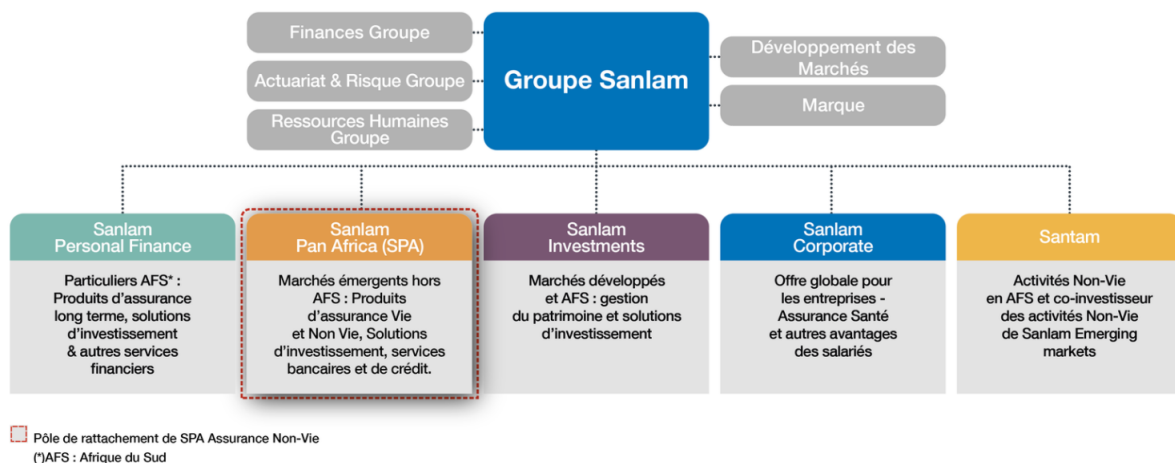 Finances Groupe
Actuariat & Risque Groupe
Ressources Humaines
Groupe
Groupe Sanlam
Développement des
Marchés
Marque
Sanlam
Personal Finance
Particuliers AFS* :
Produits d'assurance
long terme, solutions
d'investissement
& autres services
financiers
Sanlam
Pan Africa (SPA)
Marchés émergents hors
AFS : Produits
d'assurance Vie
et Non Vie, Solutions
d'investissement, services
bancaires et de crédit.
Sanlam
Investments
Marchés développés
et AFS : gestion
du patrimoine et solutions
d'investissement
Sanlam
Corporate
Offre globale pour
les entreprises -
Assurance Santé
et autres avantages
des salariés
Santam
Activités Non-Vie
en AFS et co-investisseur
des activités Non-Vie
de Sanlam Emerging
markets
Pôle de rattachement de SPA Assurance Non-Vie
(*)AFS : Afrique du Sud